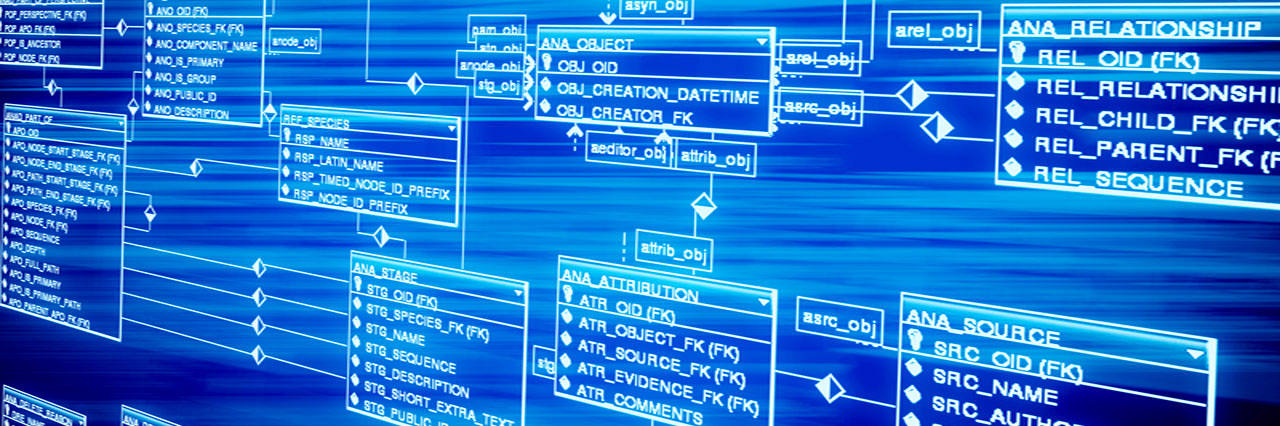 POP_PERSPECTIVE_FK (FK)
POP_APO_FK (FK)
POP_IS_ANCESTOR
POP_NODE_FK (FK)
ANO_OID (FK)
ANO_SPECIES_FK (FK)
ANO_COMPONENT_NAME
ANO_IS_PRIMARY
ANO_IS_GROUP
ANO_PUBLIC_ID
ANO_DESCRIPTION
anode_obj
ANAD_PART_OF
APO_OID
APO_NODE_START_STAGE_FK (FK)
APO_NODE_END_STAGE_FK (FK)
APO_PATH_START_STAGE_FK (FK)
APO_PATH_END_STAGE_FK (FK)
APO_SPECIES_FK (FK)
APO_NODE_FK (FK)
APO_SEQUENCE
APO_DEPTH
APO_FULL_PATH
APO_IS_PRIMARY
APO_IS_PRIMARY_PATH
APO_PARENT_APO_FK (FK)
REF_SPECIES
RSP_NAME
RSP_LATIN_NAME
RSP_TIMED_NODE_ID_PREFIX
RSP_NODE_ID_PREFIX
ANA_STAGE
STG_OID (FK)
STG_SPECIES_FK (FK)
STG_NAME
STG_SEQUENCE
STG_DESCRIPTION
STG_SHORT_EXTRA_TEXT
STG_PUBLIC_ID
asyn_obj
anode_obj
stg_obj
ANA_OBJECT
OBJ_OID
OBJ_CREATION_DATETIME
OBJ_CREATOR_FK
arel_obj
arel_obj
asrc_obj
aeditor_obj
attrib_obj
attrib_obj
stg
ANA_ATTRIBUTION
ATR_OID (FK)
ATR_OBJECT_FK (FK)
ATR_SOURCE_FK (FK)
ATR_EVIDENCE_FK (FK)
ATR_COMMENTS
asrc_obj
ANA_RELATIONSHIP
REL_OID (FK)
REL_RELATIONSHI
REL_CHILD_FK (FK)
REL_PARENT_FK (F
REL_SEQUENCE
ANA_SOURCE
SRC_OID (FK)
SRC_NAME
SRC_AUTHO
ANA_DELETE_REASON